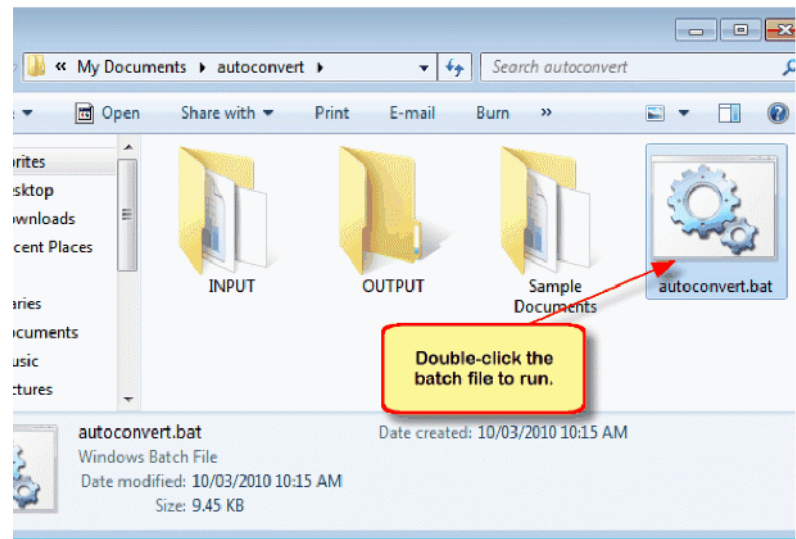 « My Documents ▸ autoconvert ▸
Search autoconvert
Open Share with Print E-mail Burn »
rites
sktop
wnloads
cent Places
aries
cuments
usic
ctures
INPUT
OUTPUT
Sample
Documents
autoconvert.bat
Double-click the
batch file to run.
autoconvert.bat
Date created: 10/03/2010 10:15 AM
Windows Batch File
Date modified: 10/03/2010 10:15 AM
Size: 9.45 KB